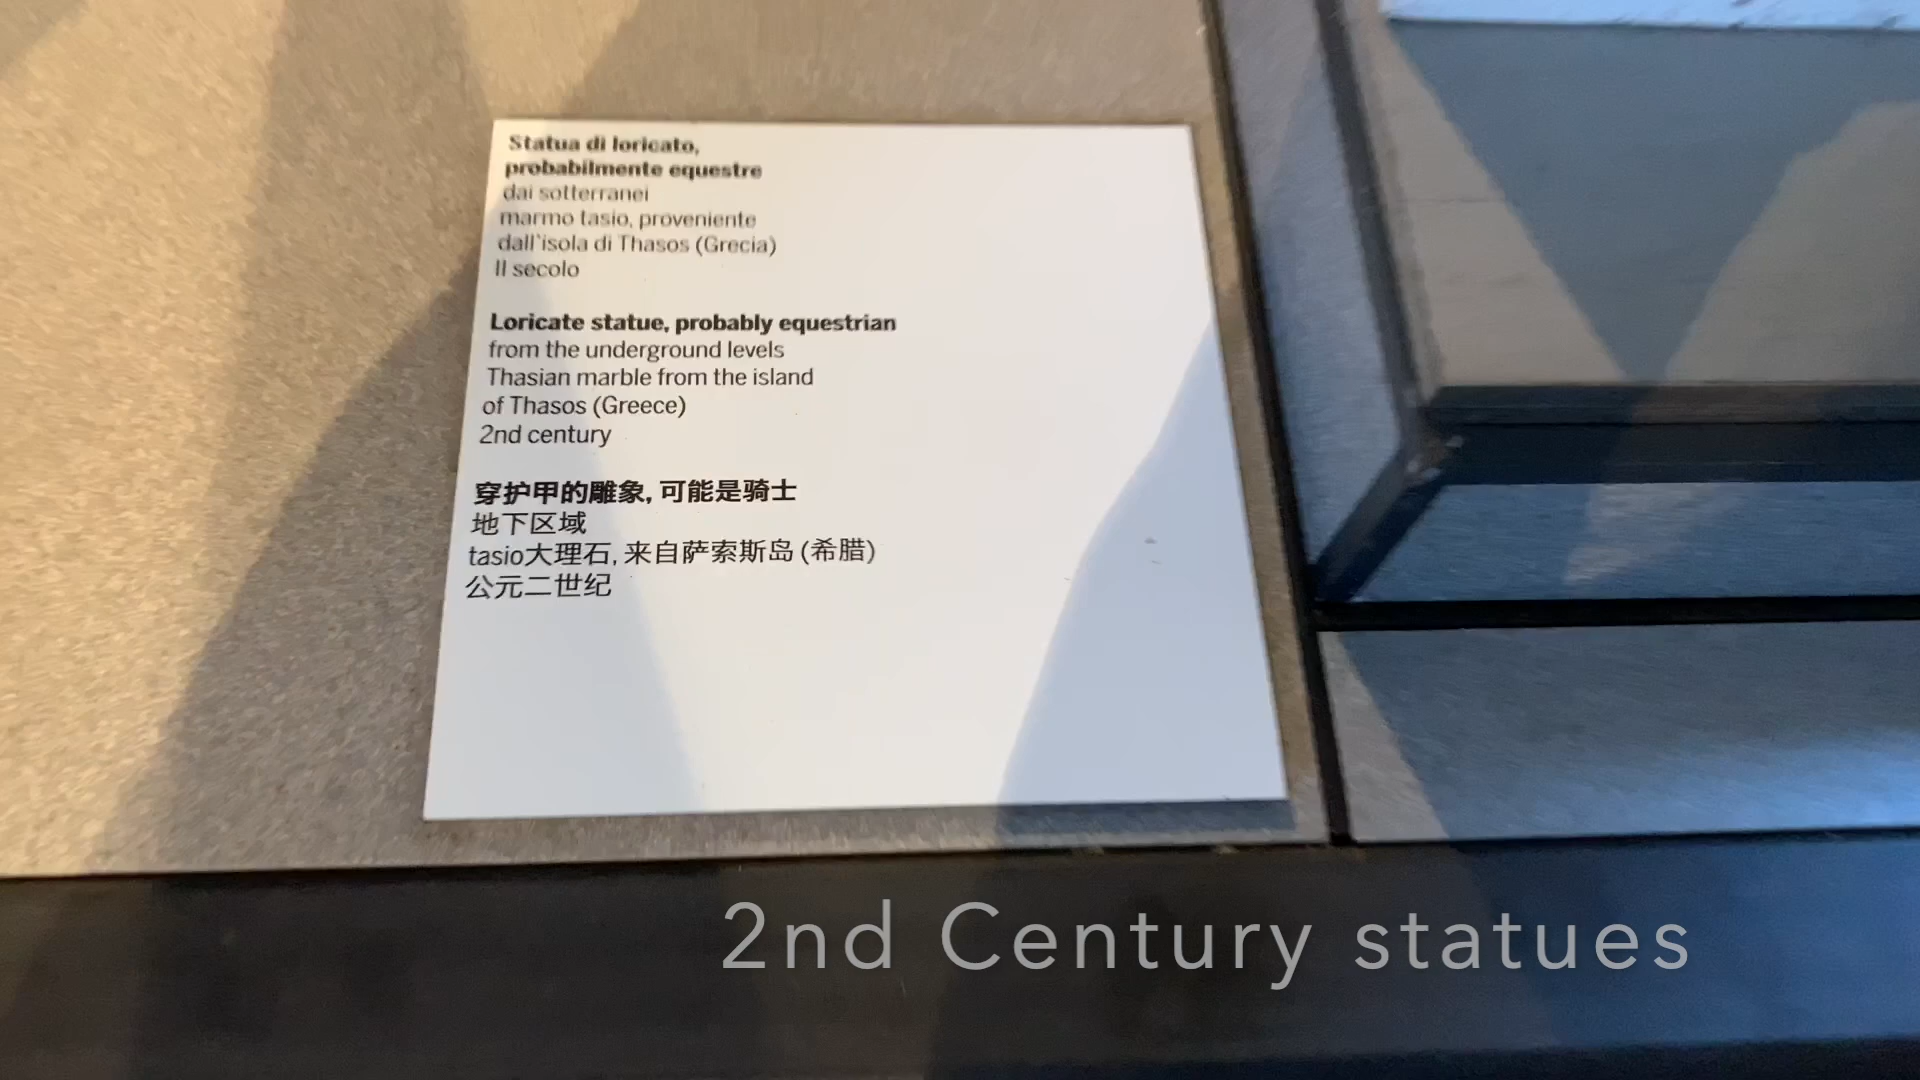 Statua di loricato,
probabilmente equestre
dai sotterranei
marmo tasio, proveniente
dall'isola di Thasos (Grecia)
II secolo
Loricate statue, probably equestrian
from the underground levels
Thasian marble from the island
of Thasos (Greece)
2nd century
穿护甲的雕象, 可能是骑士
地下区域
tasio大理石, 来自萨索斯岛 (希腊)
公元二世纪
2nd Century statues